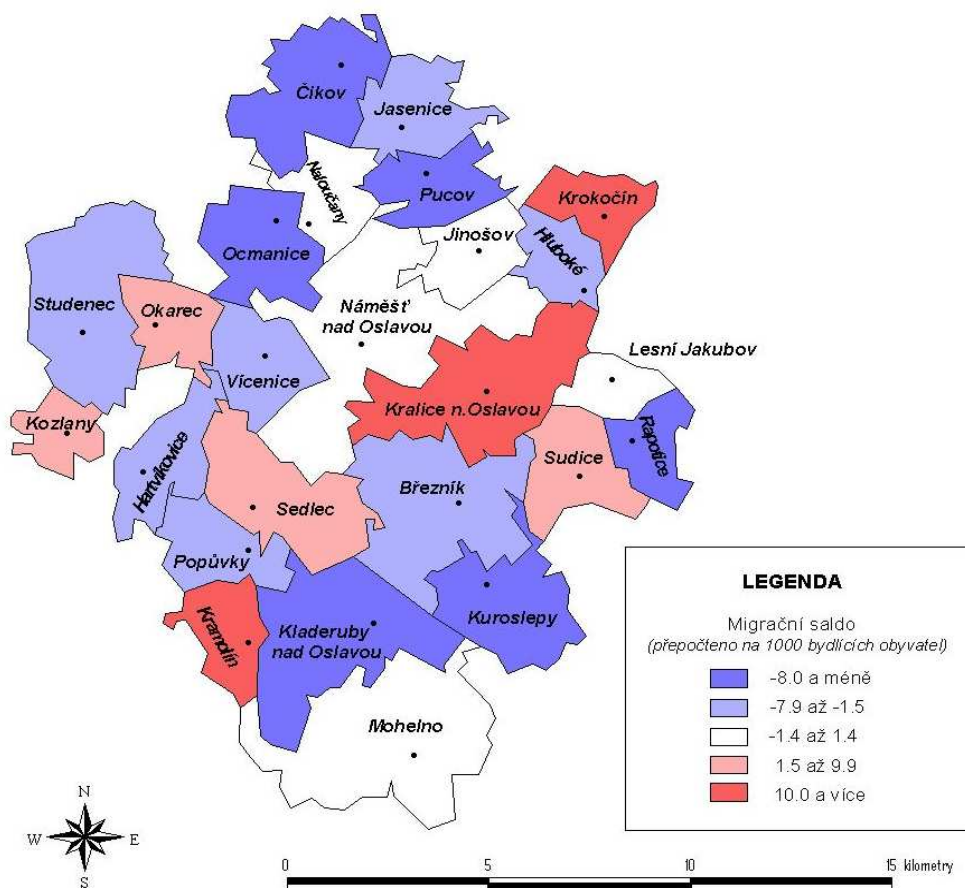 Čikov
Jasenice
Naloučany
Pucov
Krokočín
Ocmanice
Jinošov
Hluboké
Studenec
Okarec
Náměšť
nad Oslavou
Lesní Jakubov
Vícenice
Kralice n.Oslavou
Kozlany
Hartvíkovice
Rapotice
Sudice
Březník
Sedlec
Popůvky
Kramolín
Kladeruby
nad Oslavou
Kuroslepy
Mohelno
LEGENDA
Migrační saldo
(přepočteno na 1000 bydlících obyvatel)
-8.0 a méně
-7.9 až -1.5
-1.4 až 1.4
1.5 až 9.9
10.0 a více
N
W E
S
0 5 10 15 kilometry